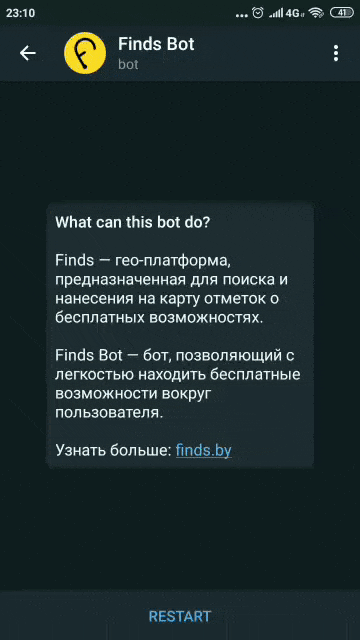 23:10
4G
41
Finds Bot
bot
What can this bot do?
Finds — гео-платформа,
предназначенная для поиска и
нанесения на карту отметок о
бесплатных возможностях.
Finds Bot — бот, позволяющий с
легкостью находить бесплатные
возможности вокруг
пользователя.
Узнать больше: finds.by
RESTART